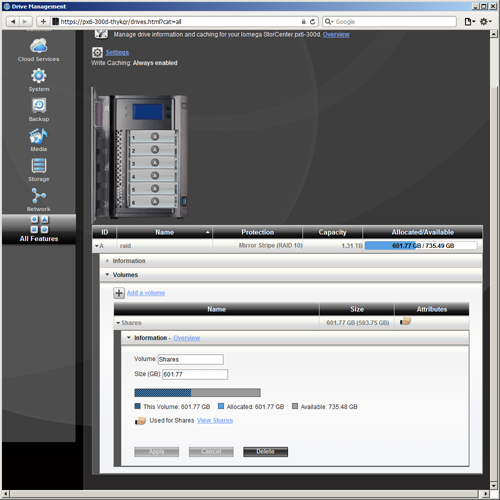 Drive Management
https://px6-300d-thykqr/drives.html?cat=all
Google
Manage drive information and caching for your Iomega StorCenter px6-300d. Overview
Settings
Write Caching: Always enabled
Cloud Services
System
Backup
Media
Storage
Network
All Features
1 A
2 A
3 A
4 A
5 A
6 A
ID Name Protection Capacity Allocated/Available
A raid Mirror Stripe (RAID 10) 1.31 TB 601.77 GB / 735.49 GB
Information
Volumes
Add a volume
Name Size Attributes
Shares 601.77 GB (593.75 GB)
Information - Overview
Volume: Shares
Size (GB): 601.77
This Volume: 601.77 GB Allocated: 601.77 GB Available: 735.48 GB
Used for Shares View Shares
Apply Cancel Delete